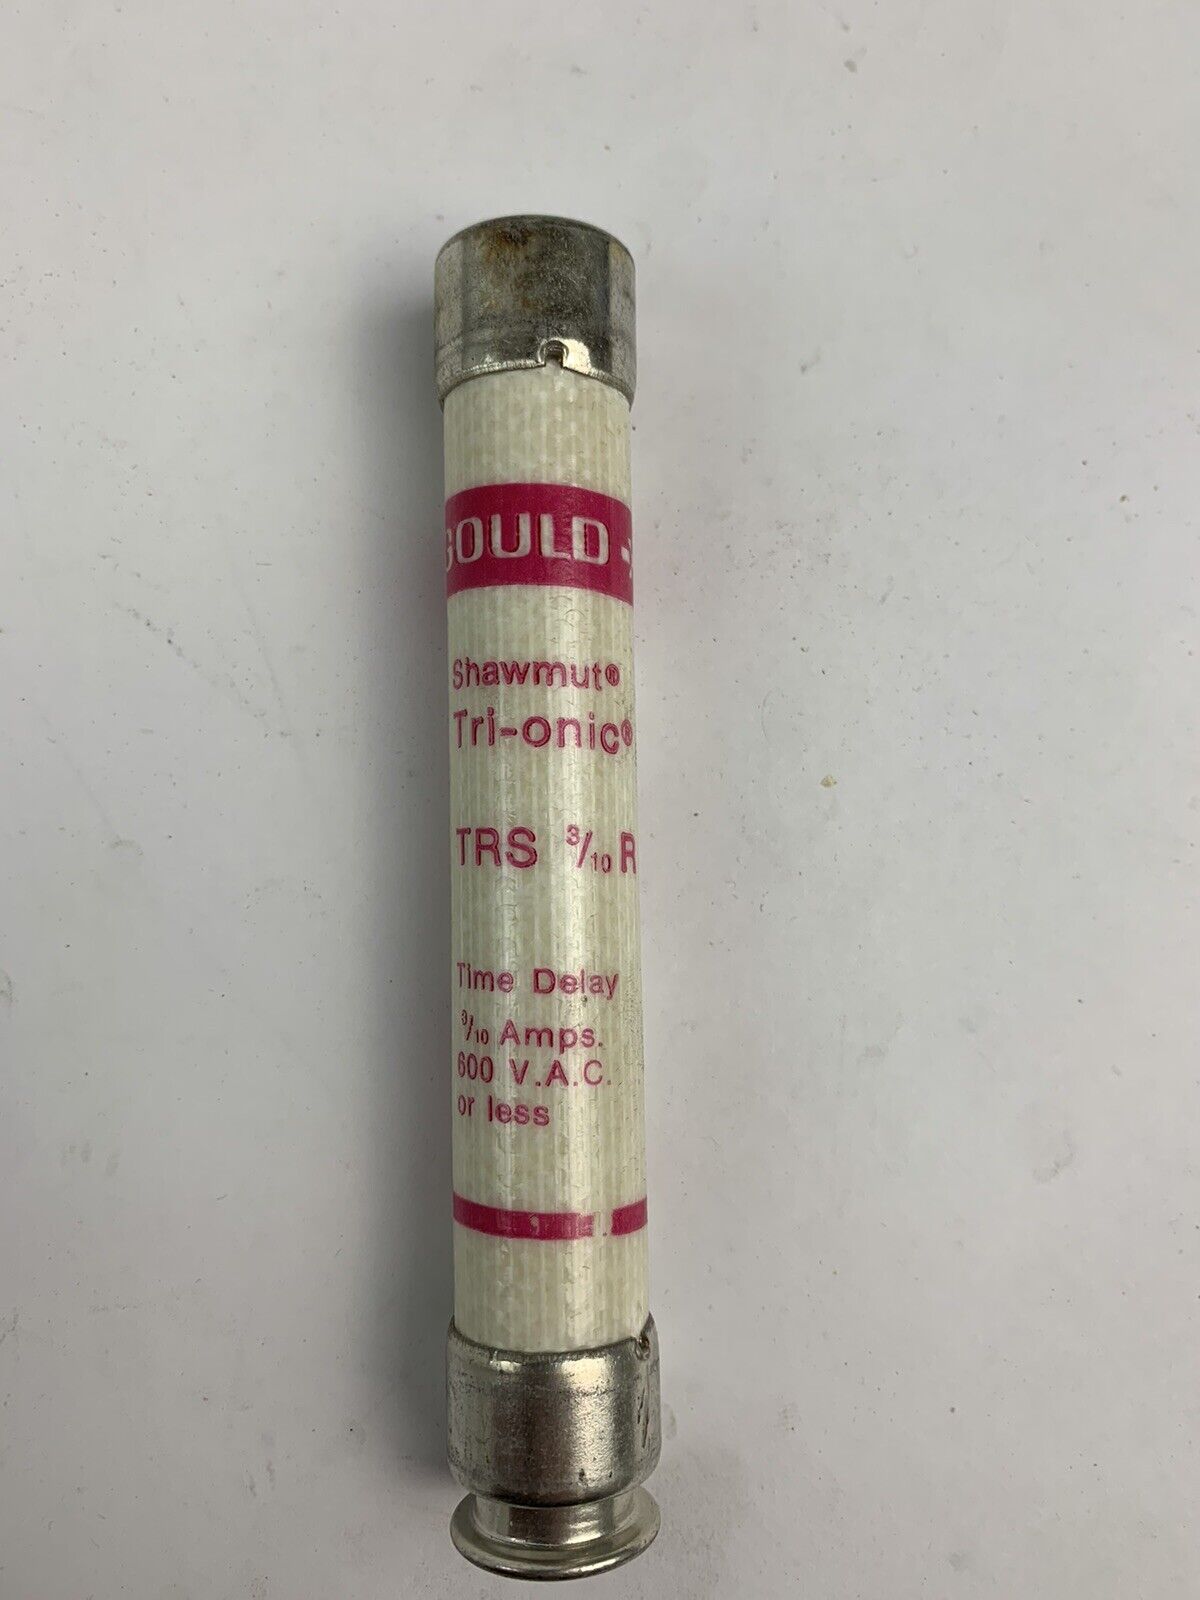 GOULD
Shawmut®
Tri-onic®
TRS 3/10 R
Time Delay
3/10 Amps.
600 V.A.C.
or less